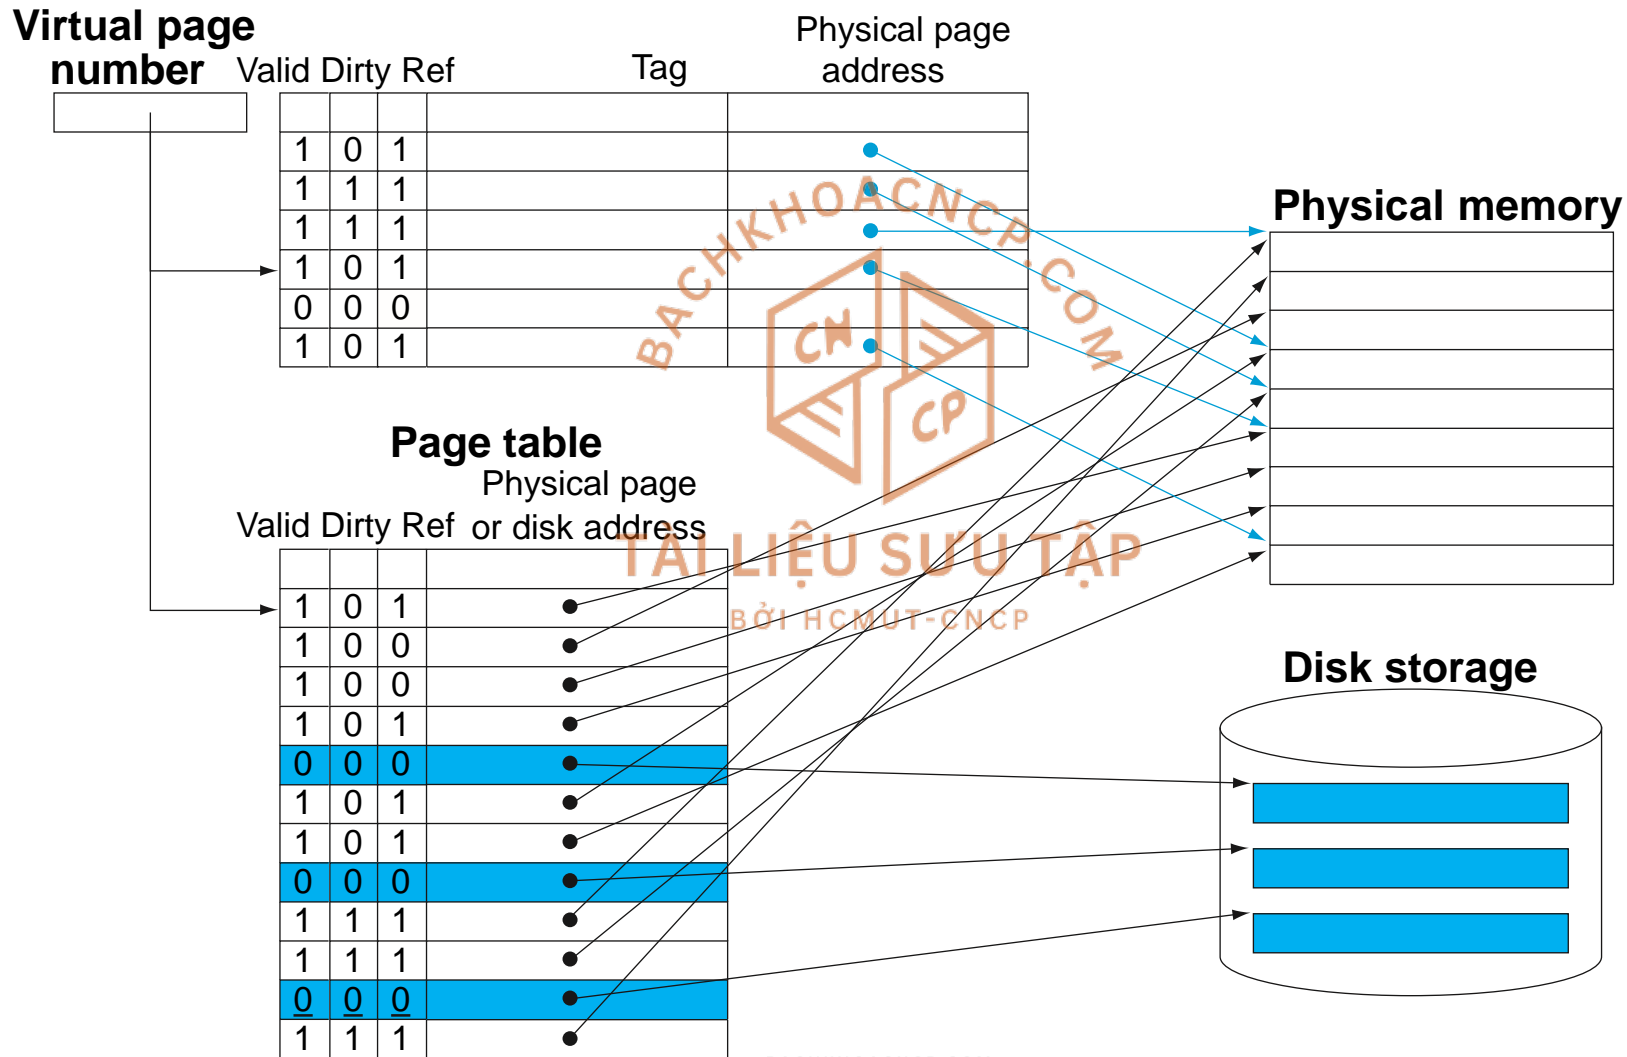 Virtual page
number
Valid Dirty Ref
Tag
Physical page
address
1 0 1
1 1 1
1 1 1
1 0 1
0 0 0
1 0 1
BACHKHOACNCP.COM
CN
CP
TÀI LIỆU SƯU TẬP
BỞI HCMUT-CNCP
Physical memory
Page table
Physical page
or disk address
Valid Dirty Ref
1 0 1
1 0 0
1 0 0
1 0 1
0 0 0
1 0 1
1 0 1
0 0 0
1 1 1
1 1 1
0 0 0
1 1 1
Disk storage